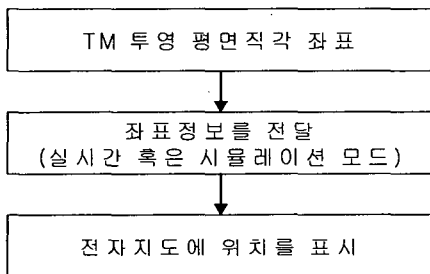 TM 투영 평면직각 좌표
좌표정보를 전달
(실시간 혹은 시율레이션 모드)
전자지도에 위치를 표시